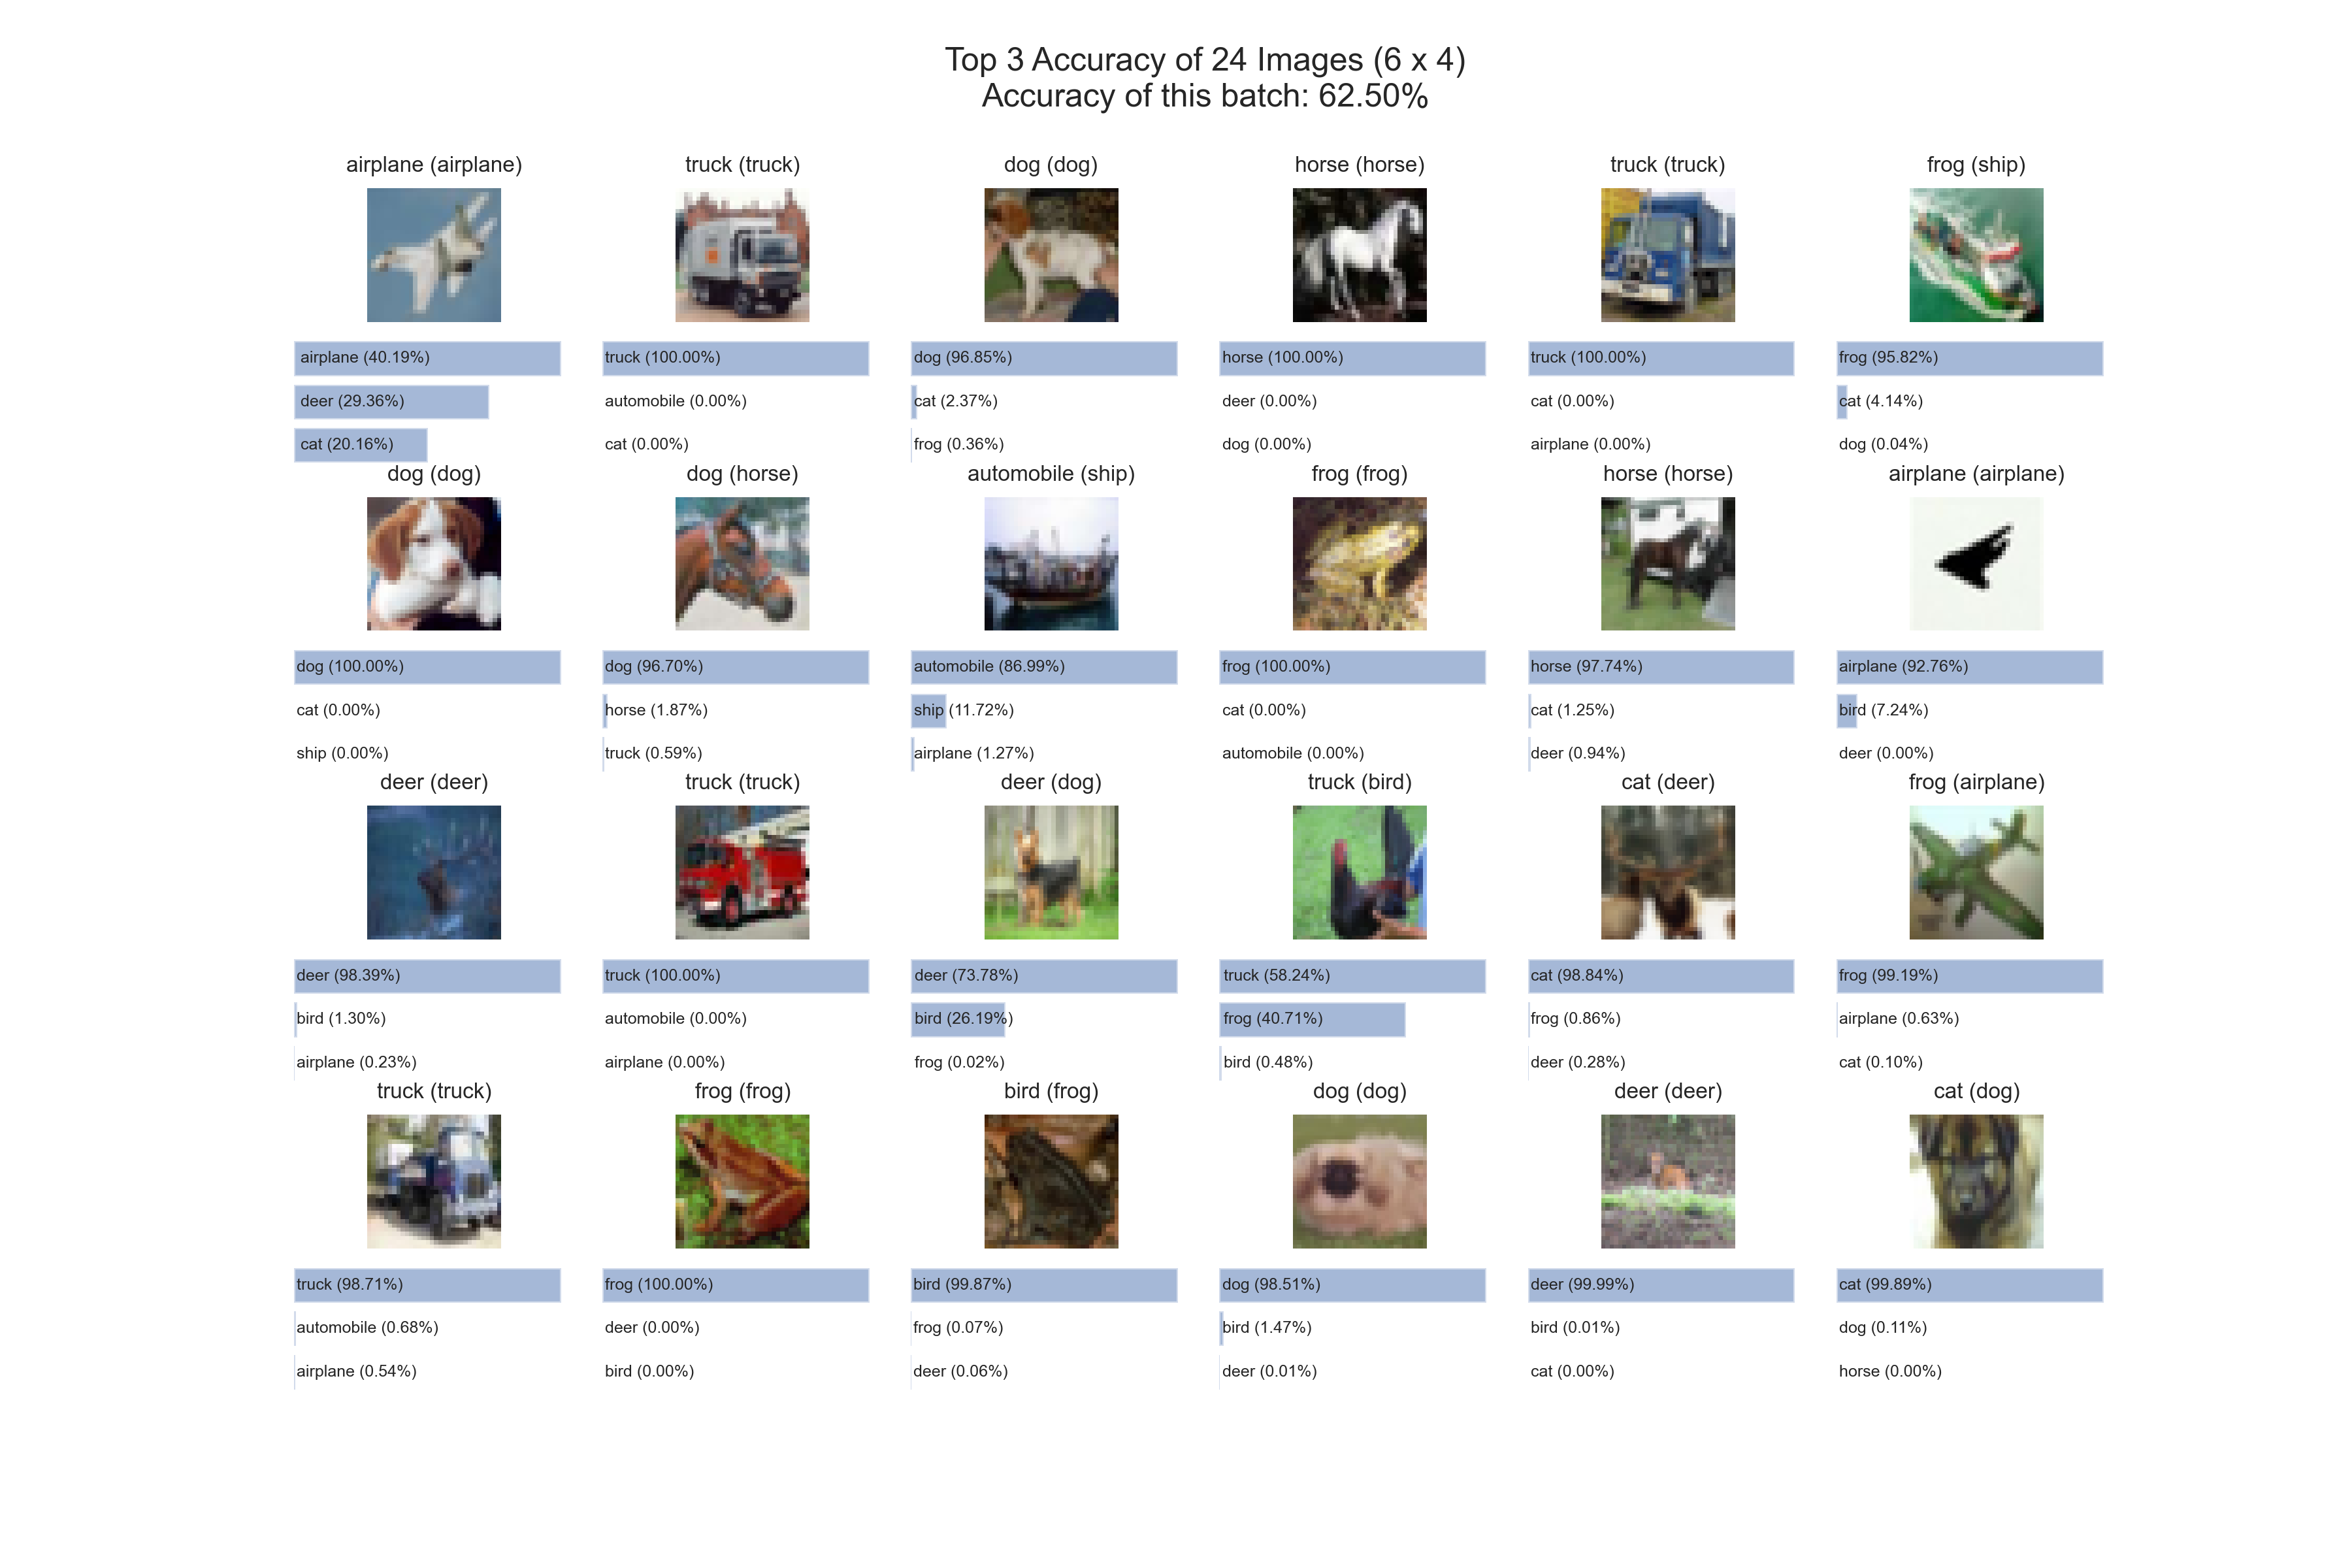 Top 3 Accuracy of 24 Images (6 x 4)
Accuracy of this batch: 62.50%
airplane (airplane)
airplane (40.19%)
deer (29.36%)
cat (20.16%)
truck (truck)
truck (100.00%)
automobile (0.00%)
cat (0.00%)
dog (dog)
dog (96.85%)
cat (2.37%)
frog (0.36%)
horse (horse)
horse (100.00%)
deer (0.00%)
dog (0.00%)
truck (truck)
truck (100.00%)
cat (0.00%)
airplane (0.00%)
frog (ship)
frog (95.82%)
cat (4.14%)
dog (0.04%)
dog (dog)
dog (100.00%)
cat (0.00%)
ship (0.00%)
dog (horse)
dog (96.70%)
horse (1.87%)
truck (0.59%)
automobile (ship)
automobile (86.99%)
ship (11.72%)
airplane (1.27%)
frog (frog)
frog (100.00%)
cat (0.00%)
automobile (0.00%)
horse (horse)
horse (97.74%)
cat (1.25%)
deer (0.94%)
airplane (airplane)
airplane (92.76%)
bird (7.24%)
deer (0.00%)
deer (deer)
deer (98.39%)
bird (1.30%)
airplane (0.23%)
truck (truck)
truck (100.00%)
automobile (0.00%)
airplane (0.00%)
deer (dog)
deer (73.78%)
bird (26.19%)
frog (0.02%)
truck (bird)
truck (58.24%)
frog (40.71%)
bird (0.48%)
cat (deer)
cat (98.84%)
frog (0.86%)
deer (0.28%)
frog (airplane)
frog (99.19%)
airplane (0.63%)
cat (0.10%)
truck (truck)
truck (98.71%)
automobile (0.68%)
airplane (0.54%)
frog (frog)
frog (100.00%)
deer (0.00%)
bird (0.00%)
bird (frog)
bird (99.87%)
frog (0.07%)
deer (0.06%)
dog (dog)
dog (98.51%)
bird (1.47%)
deer (0.01%)
deer (deer)
deer (99.99%)
bird (0.01%)
cat (0.00%)
cat (dog)
cat (99.89%)
dog (0.11%)
horse (0.00%)